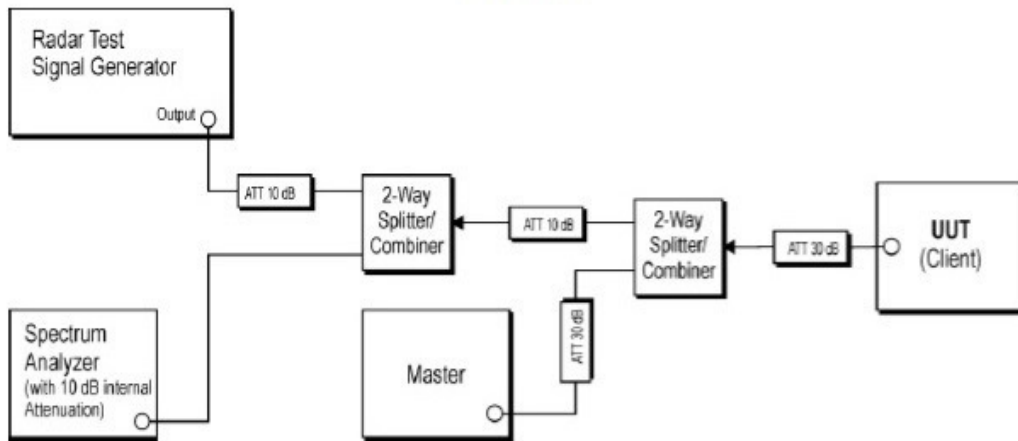 Radar Test
Signal Generator
Output
ATT 10 dB
2-Way
Splitter/
Combiner
ATT 10 dB
2-Way
Splitter/
Combiner
ATT 30 dB
UUT
(Client)
Spectrum
Analyzer
(with 10 dB internal
Attenuation)
Master
ATT 30 dB